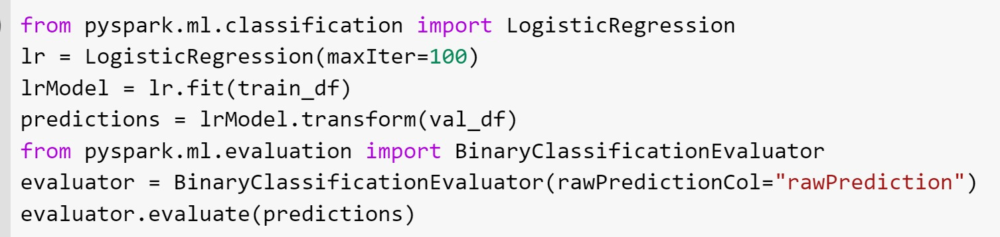 from pyspark.ml.classification import LogisticRegression
lr = LogisticRegression(maxIter=100)
lrModel = lr.fit(train_df)
predictions = lrModel.transform(val_df)
from pyspark.ml.evaluation import BinaryClassificationEvaluator
evaluator = BinaryClassificationEvaluator(rawPredictionCol="rawPrediction")
evaluator.evaluate(predictions)